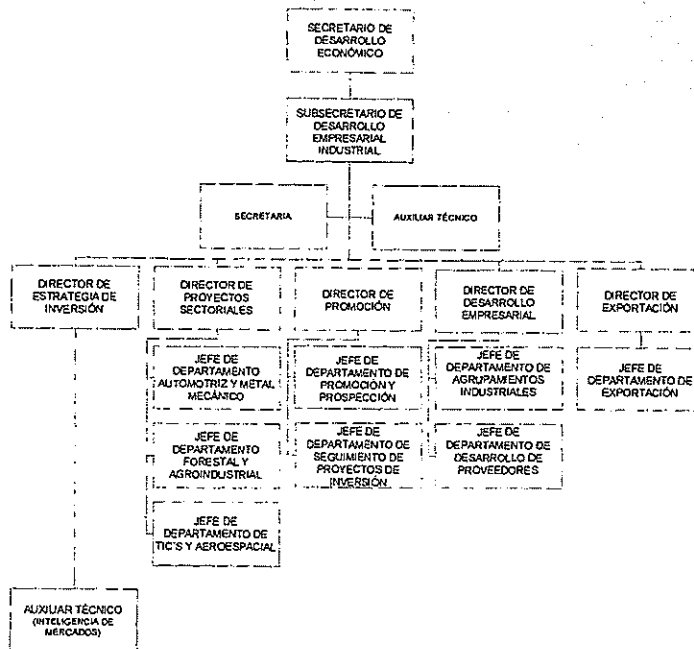 SECRETARIO DE
DESARROLLO
ECONÓMICO
SUBSECRETARIO DE
DESARROLLO
EMPRESARIAL
INDUSTRIAL
SECRETARIA
AUXILIAR TÉCNICO
DIRECTOR DE
ESTRATEGIA DE
INVERSIÓN
DIRECTOR DE
PROYECTOS
SECTORIALES
DIRECTOR DE
PROMOCIÓN
DIRECTOR DE
DESARROLLO
EMPRESARIAL
DIRECTOR DE
EXPORTACIÓN
JEFE DE
DEPARTAMENTO
AUTOMOTRIZ Y METAL
MECÁNICO
JEFE DE
DEPARTAMENTO DE
PROMOCIÓN Y
PROSPECCIÓN
JEFE DE
DEPARTAMENTO DE
AGRUPAMIENTOS
INDUSTRIALES
JEFE DE
DEPARTAMENTO DE
EXPORTACIÓN
JEFE DE
DEPARTAMENTO
FORESTAL Y
AGROINDUSTRIAL
JEFE DE
DEPARTAMENTO DE
SEGUIMIENTO DE
PROYECTOS DE
INVERSIÓN
JEFE DE
DEPARTAMENTO DE
DESARROLLO DE
PROVEEDORES
JEFE DE
DEPARTAMENTO DE
TIC'S Y AEROESPACIAL
AUXILIAR TÉCNICO
(INTELIGENCIA DE
MERCADOS)